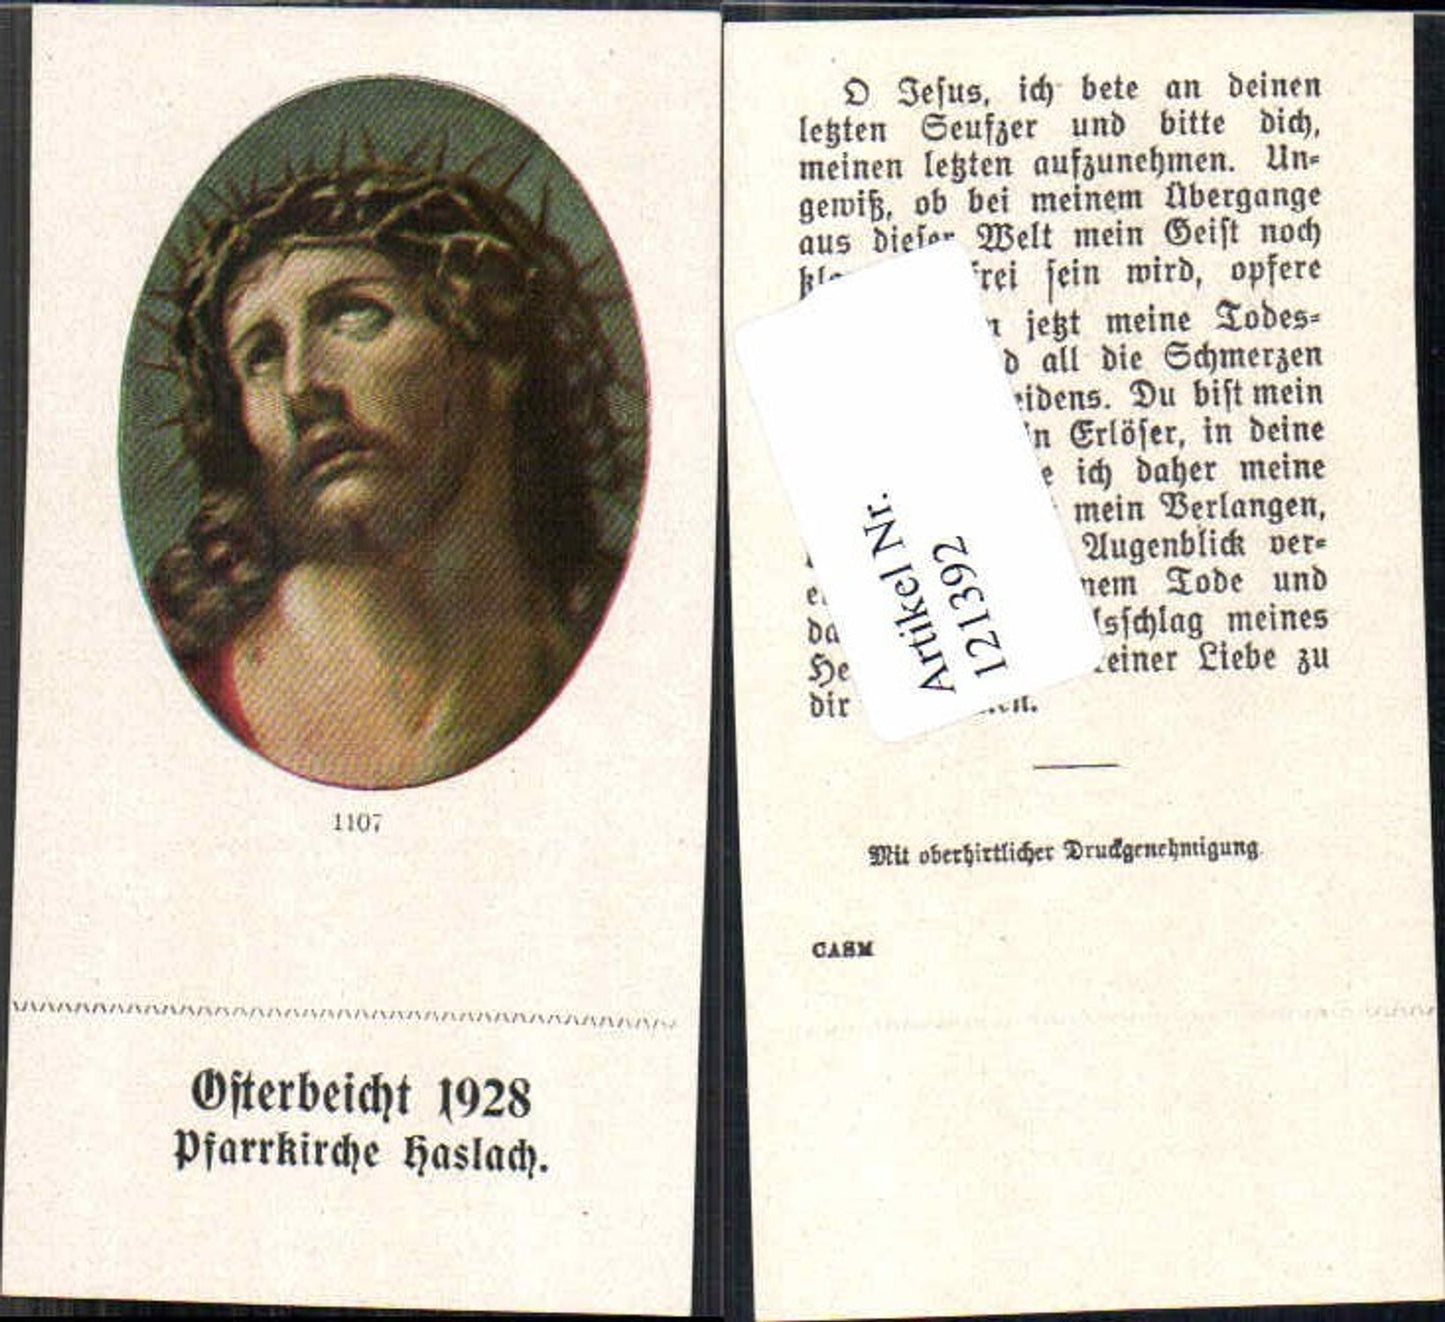 1107
Osterbeicht 1928
Pfarrkirche Haslach.
O Jesus, ich bete an deinen
letzten Seufzer und bitte dich,
meinen letzten aufzunehmen. Un-
gewiß, ob bei meinem Übergange
aus dieser Welt mein Geist noch
sein wird, opfere
jetzt meine Todes-
all die Schmerzen
Du bist mein
Erlöser, in deine
ich daher meine
mein Verlangen,
Augenblick ver-
Tode und
meines
Liebe zu
dir
Artikel Nr.
121392
Mit oberhirtlicher Druckgenehmigung.
CASM